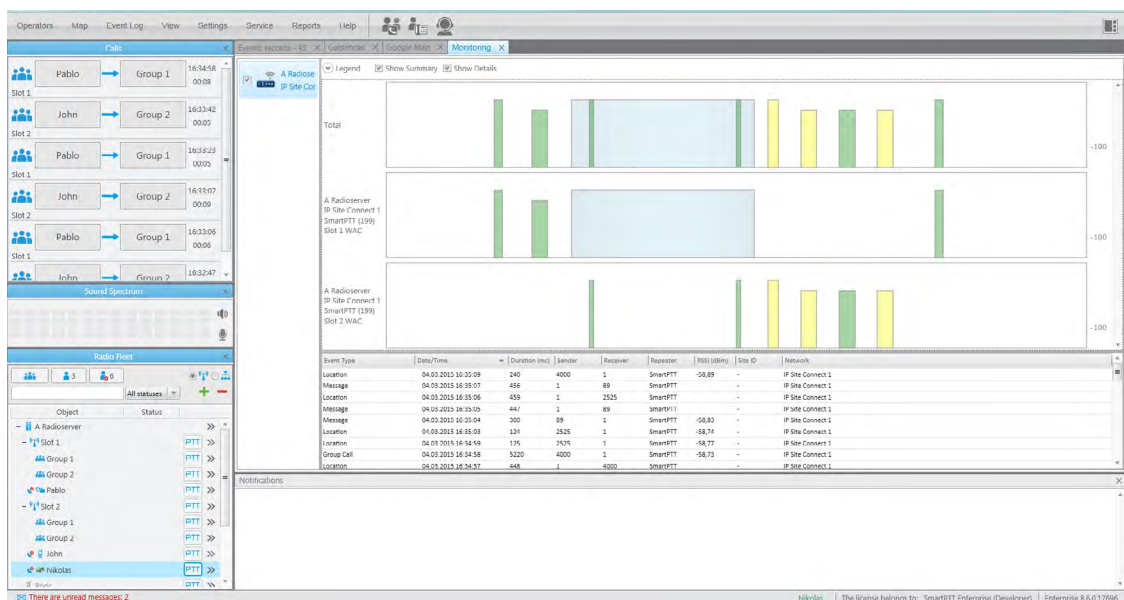 Operators Map Event Log View Settings Service Reports Help
Calls
Pablo Group 1 16:34:58 00:08
Slot 1
John Group 2 16:33:42 00:05
Slot 2
Pablo Group 1 16:33:23 00:05
Slot 1
John Group 2 16:33:07 00:09
Slot 2
Pablo Group 1 16:33:06 00:06
Slot 1
John Group 2 16:32:47
Sound Spectrum
Radio Fleet
3 6
All statuses
Object Status
A Radioserver
Slot 1 PTT
Group 1 PTT
Group 2 PTT
Pablo PTT
Slot 2 PTT
Group 1 PTT
Group 2 PTT
John PTT
Nikolas PTT
PTT
Events records - 45 Geofences Google Map Monitoring
A Radiose
IP Site Cor
Legend Show Summary Show Details
Total
-100
A Radioserver
IP Site Connect 1
SmartPTT (199)
Slot 1 WAC
-100
A Radioserver
IP Site Connect 1
SmartPTT (199)
Slot 2 WAC
-100
Event Type Date/Time Duration (mc) Sender Receiver Repeater RSSI (dBm) Site ID Network
Location 04.03.2015 16:35:09 240 4000 1 SmartPTT -58,89 - IP Site Connect 1
Message 04.03.2015 16:35:07 456 1 89 SmartPTT - IP Site Connect 1
Location 04.03.2015 16:35:06 459 1 2525 SmartPTT - IP Site Connect 1
Message 04.03.2015 16:35:05 447 1 89 SmartPTT - IP Site Connect 1
Message 04.03.2015 16:35:04 300 89 1 SmartPTT -58,83 - IP Site Connect 1
Location 04.03.2015 16:35:03 124 2525 1 SmartPTT -58,74 - IP Site Connect 1
Location 04.03.2015 16:34:59 125 2525 1 SmartPTT -58,77 - IP Site Connect 1
Group Call 04.03.2015 16:34:58 5220 4000 1 SmartPTT -58,73 - IP Site Connect 1
Location 04.03.2015 16:34:57 448 1 4000 SmartPTT - IP Site Connect 1
Notifications
There are unread messages: 2
Nikolas The license belongs to: SmartPTT Enterprise (Developer) Enterprise 8.6.0.17696